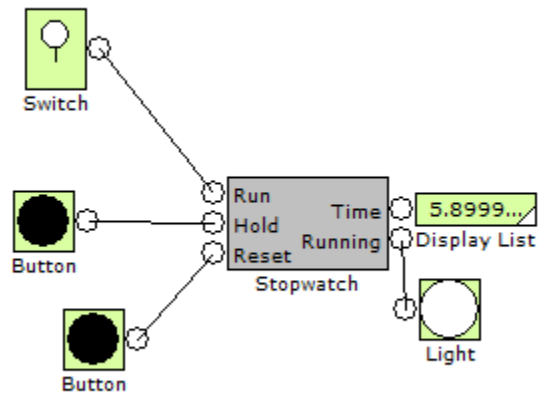 Switch
Button
Button
Run
Hold
Reset
Time
Running
Stopwatch
5.8999...
Display List
Light